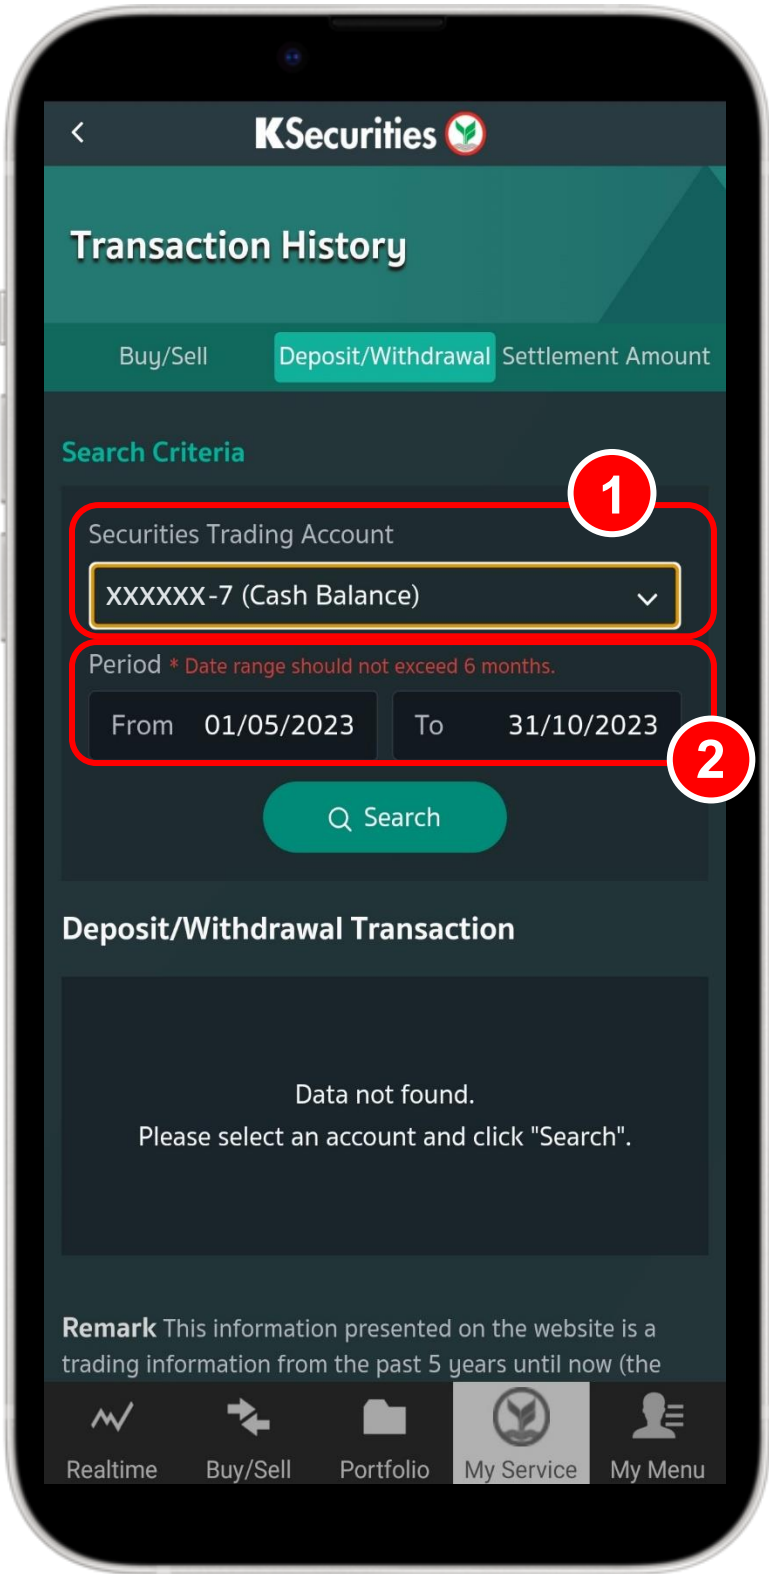 KSecurities
Transaction History
Buy/Sell Deposit/Withdrawal Settlement Amount
Search Criteria
1
Securities Trading Account
XXXXXX-7 (Cash Balance)
Period * Date range should not exceed 6 months.
From 01/05/2023 To 31/10/2023
2
Search
Deposit/Withdrawal Transaction
Data not found.
Please select an account and click "Search".
Remark This information presented on the website is a
trading information from the past 5 years until now (the
Realtime Buy/Sell Portfolio My Service My Menu